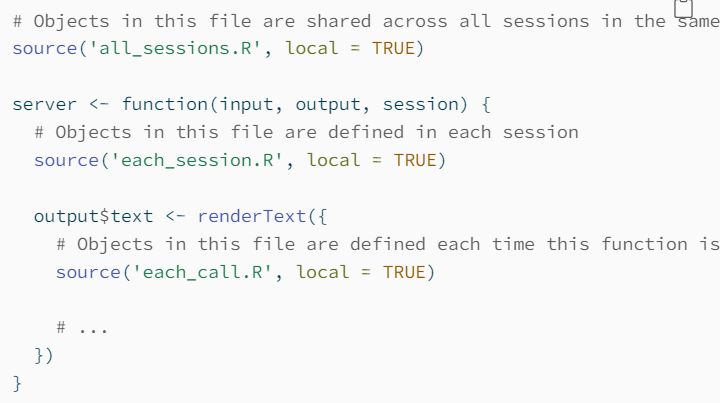 # Objects in this file are shared across all sessions in the same
source('all_sessions.R', local = TRUE)
server <- function(input, output, session) {
# Objects in this file are defined in each session
source('each_session.R', local = TRUE)
output$text <- renderText({
# Objects in this file are defined each time this function is
source('each_call.R', local = TRUE)
# ...
})
}